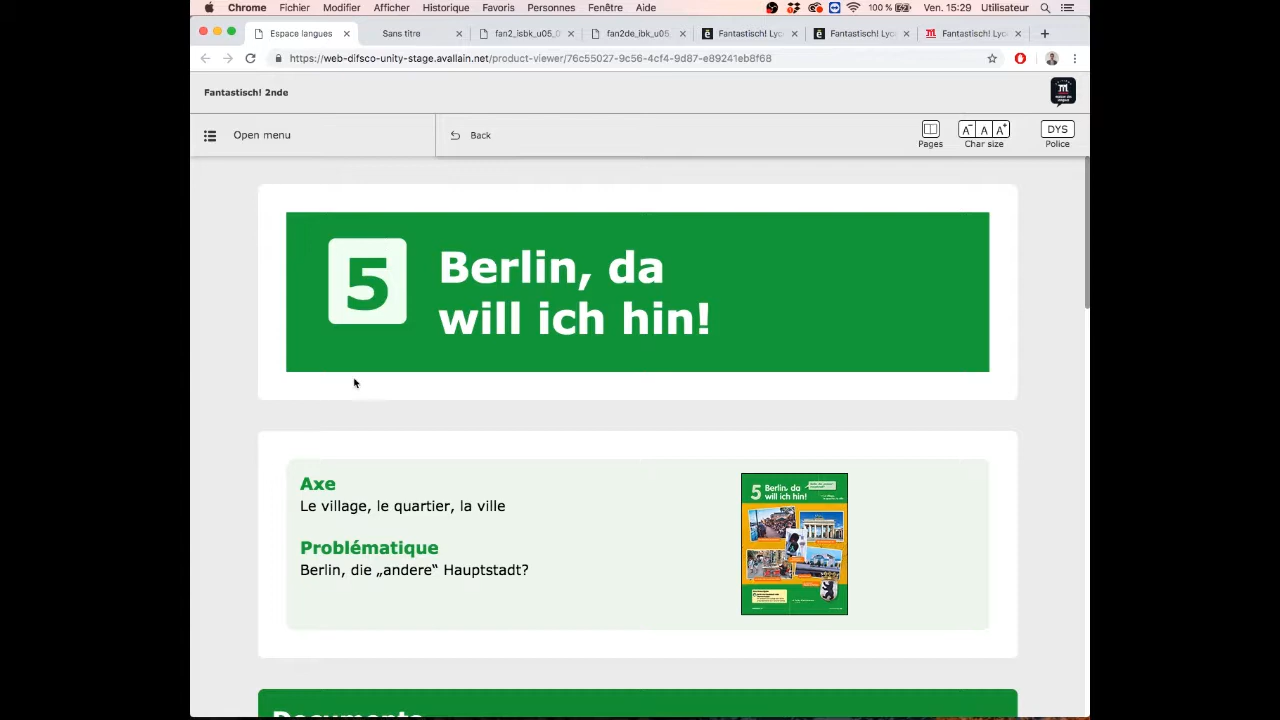 Chrome Fichier Modifier Afficher Historique Favoris Personnes Fenêtre Aide 100 % Ven. 15:29 Utilisateur
Espace langues Sans titre fan2_isbk_u05_ fan2de_ibk_u05 Fantastisch! Lyc Fantastisch! Lyc Fantastisch! Lyc
https://web-difsco-unity-stage.avallain.net/product-viewer/76c55027-9c56-4cf4-9d87-e89241eb8f68
Fantastisch! 2nde
Open menu
Back
Pages
A- A A+
Char size
DYS
Police
5
Berlin, da
will ich hin!
Axe
Le village, le quartier, la ville
Problématique
Berlin, die „andere“ Hauptstadt?
5 Berlin, da
will ich hin!
Documents